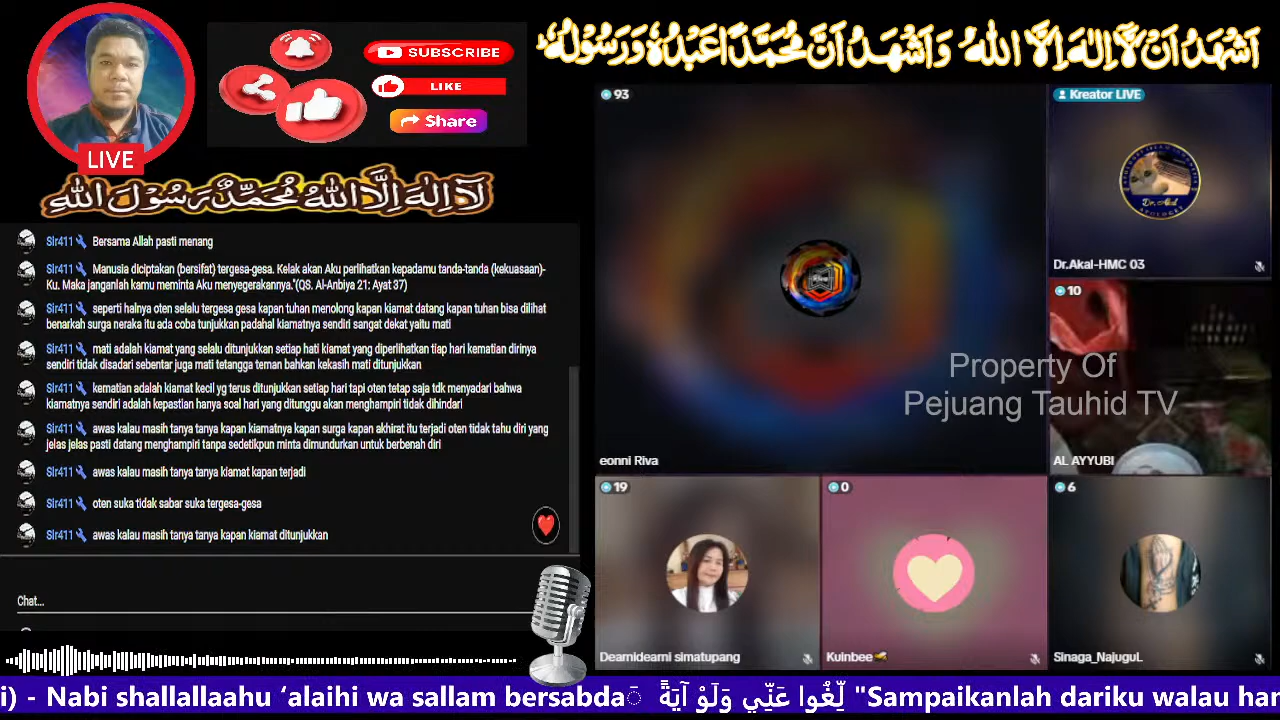 LIVE
SUBSCRIBE
LIKE
Share
اَشْهَدُ اَنْ لَّا اِلٰهَ اِلَّا اللّٰهُ وَاَشْهَدُ اَنَّ مُحَمَّدًا عَبْدُهٗ وَرَسُوْلُهٗ
لَآ اِلٰهَ اِلَّا اللّٰهُ مُحَمَّدٌ رَسُوْلَ اللّٰهِ
Sir411 Bersama Allah pasti menang
Sir411 Manusia diciptakan (bersifat) tergesa-gesa. Kelak akan Aku perlihatkan kepadamu tanda-tanda (kekuasaan)-
Ku. Maka janganlah kamu meminta Aku menyegerakannya."(QS. Al-Anbiya 21: Ayat 37)
Sir411 seperti halnya oten selalu tergesa gesa kapan tuhan menolong kapan kiamat datang kapan tuhan bisa dilihat
benarkah surga neraka itu ada coba tunjukkan padahal kiamatnya sendiri sangat dekat yaitu mati
Sir411 mati adalah kiamat yang selalu ditunjukkan setiap hati kiamat yang diperlihatkan tiap hari kematian dirinya
sendiri tidak disadari sebentar juga mati tetangga teman bahkan kekasih mati ditunjukkan
Sir411 kematian adalah kiamat kecil yg terus ditunjukkan setiap hari tapi oten tetap saja tdk menyadari bahwa
kiamatnya sendiri adalah kepastian hanya soal hari yang ditunggu akan menghampiri tidak dihindari
Sir411 awas kalau masih tanya tanya kapan kiamatnya kapan surga kapan akhirat itu terjadi oten tidak tahu diri yang
jelas jelas pasti datang menghampiri tanpa sedetikpun minta dimundurkan untuk berbenah diri
Sir411 awas kalau masih tanya tanya kiamat kapan terjadi
Sir411 oten suka tidak sabar suka tergesa-gesa
Sir411 awas kalau masih tanya tanya kapan kiamat ditunjukkan
Chat...
93
eonni Riva
Kreator LIVE
Dr. Akal
Dr.Akal-HMC 03
10
Property Of
Pejuang Tauhid TV
AL AYYUBI
19
Dearnidearni simatupang
0
Kuinbee
6
Sinaga_NajuguL
i) - Nabi shallallaahu ‘alaihi wa sallam bersabda َ لِّغُوا عَنِّي وَلَوْ آيَةً "Sampaikanlah dariku walau han